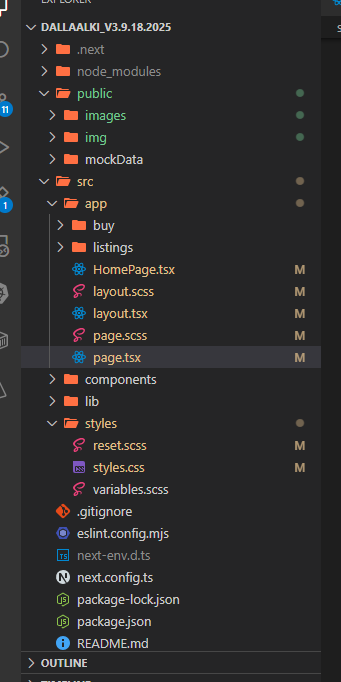 EXPLORER
DALLAALKI_V3.9.18.2025
.next
node_modules
public
images
img
mockData
src
app
buy
listings
HomePage.tsx M
layout.scss M
layout.tsx M
page.scss M
page.tsx M
components
lib
styles
reset.scss M
styles.css M
variables.scss
.gitignore
eslint.config.mjs
next-env.d.ts
next.config.ts
package-lock.json
package.json
README.md
OUTLINE
TIMELINE
11
1